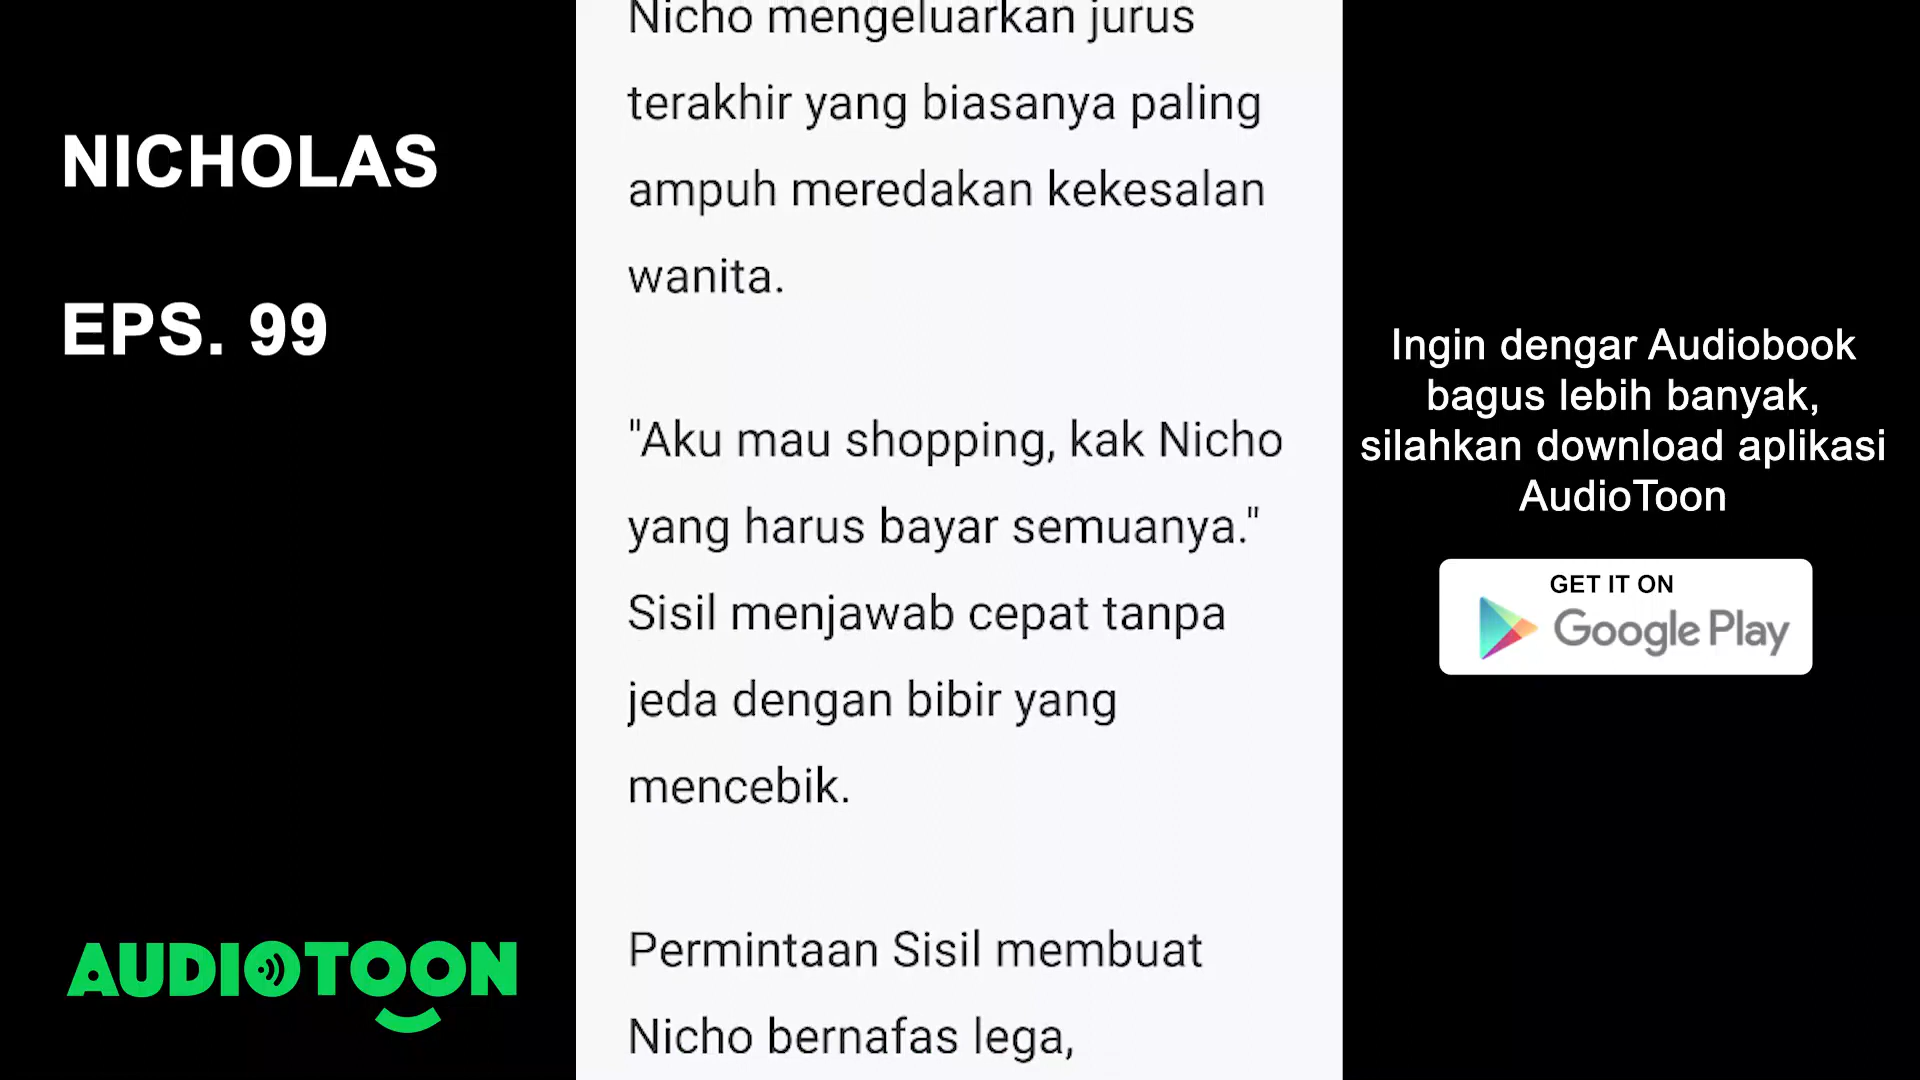 NICHOLAS
EPS. 99
AUDIOTOON
Nicho mengeluarkan jurus
terakhir yang biasanya paling
ampuh meredakan kekesalan
wanita.
"Aku mau shopping, kak Nicho
yang harus bayar semuanya."
Sisil menjawab cepat tanpa
jeda dengan bibir yang
mencebik.
Permintaan Sisil membuat
Nicho bernafas lega,
Ingin dengar Audiobook
bagus lebih banyak,
silahkan download aplikasi
AudioToon
GET IT ON
Google Play